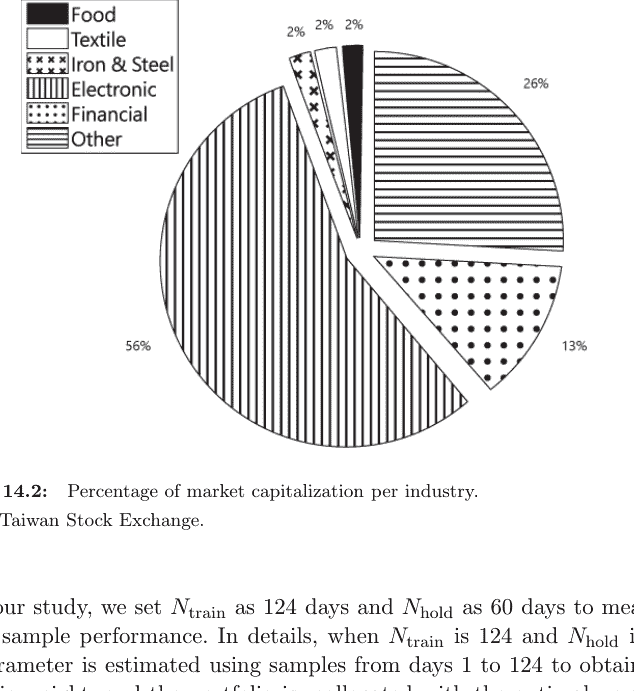 Food
Textile
Iron & Steel
Electronic
Financial
Other
2%
2%
2%
26%
56%
13%
14.2: Percentage of market capitalization per industry.
Taiwan Stock Exchange.
our study, we set N_train as 124 days and N_hold as 60 days to mea
sample performance. In details, when N_train is 124 and N_hold i
rameter is estimated using samples from days 1 to 124 to obtain